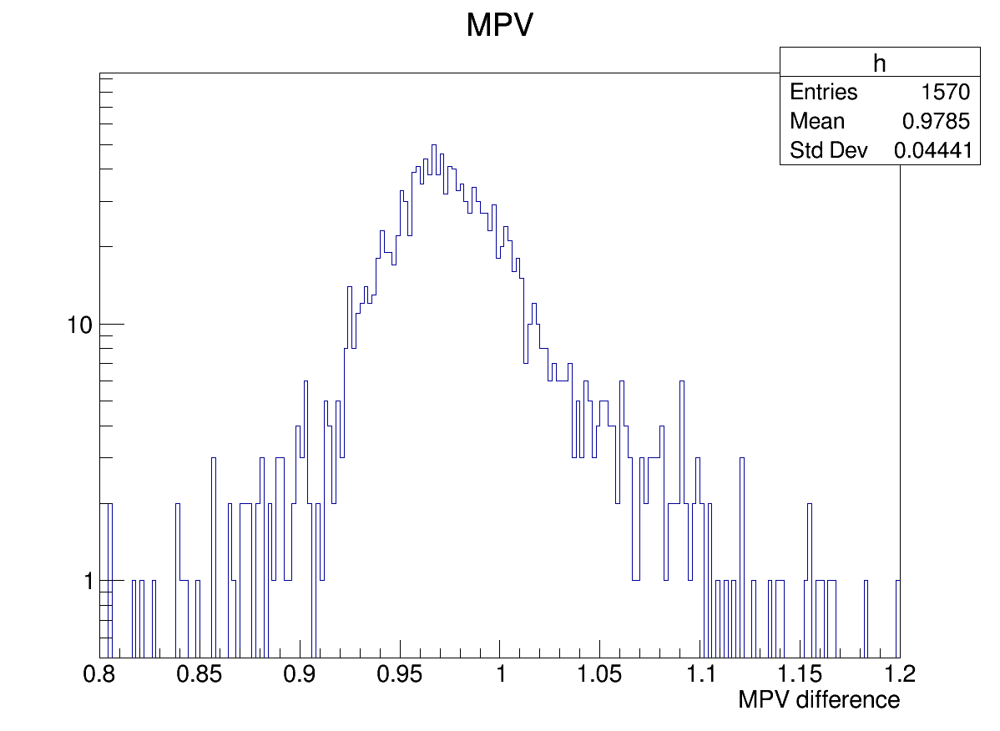 MPV
h
Entries 1570
Mean 0.9785
Std Dev 0.04441
10
1
0.8 0.85 0.9 0.95 1 1.05 1.1 1.15 1.2
MPV difference